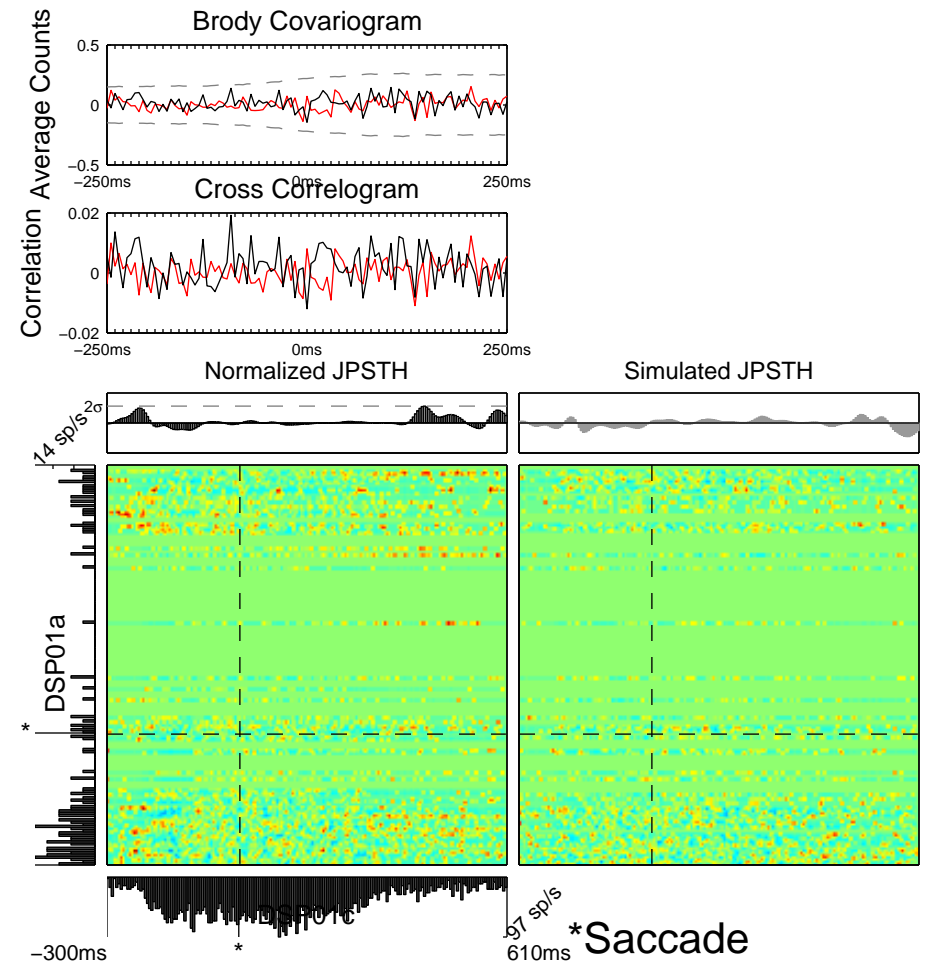 Brody Covariogram
Average Counts
0.5
0
−0.5
−250ms
0ms
250ms
Cross Correlogram
Correlation
0.02
0
−0.02
−250ms
0ms
250ms
Normalized JPSTH
Simulated JPSTH
2σ
14 sp/s
DSP01a
*
DSP01c
97 sp/s
−300ms
*
610ms
*Saccade